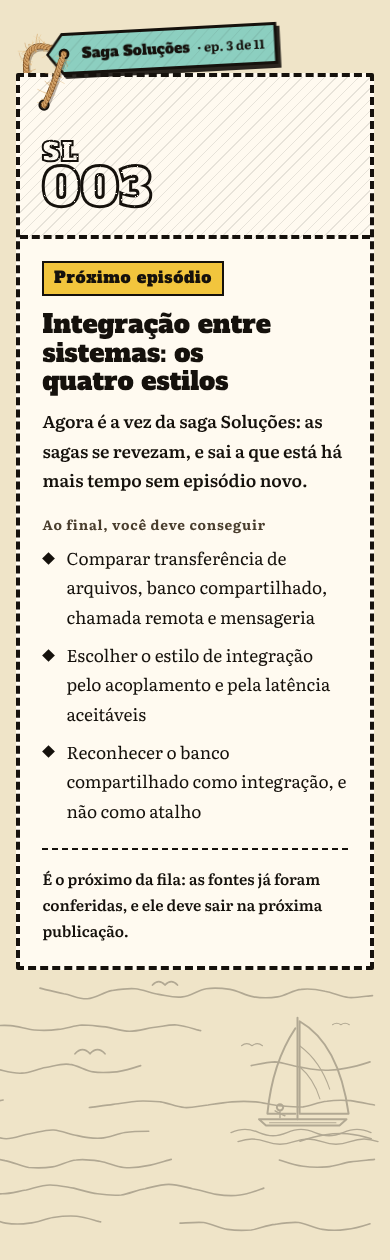 Saga Soluções · ep. 3 de 11
SL
003
Próximo episódio
Integração entre
sistemas: os
quatro estilos
Agora é a vez da saga Soluções: as
sagas se revezam, e sai a que está há
mais tempo sem episódio novo.
Ao final, você deve conseguir
◆ Comparar transferência de
arquivos, banco compartilhado,
chamada remota e mensageria
◆ Escolher o estilo de integração
pelo acoplamento e pela latência
aceitáveis
◆ Reconhecer o banco
compartilhado como integração, e
não como atalho
É o próximo da fila: as fontes já foram
conferidas, e ele deve sair na próxima
publicação.